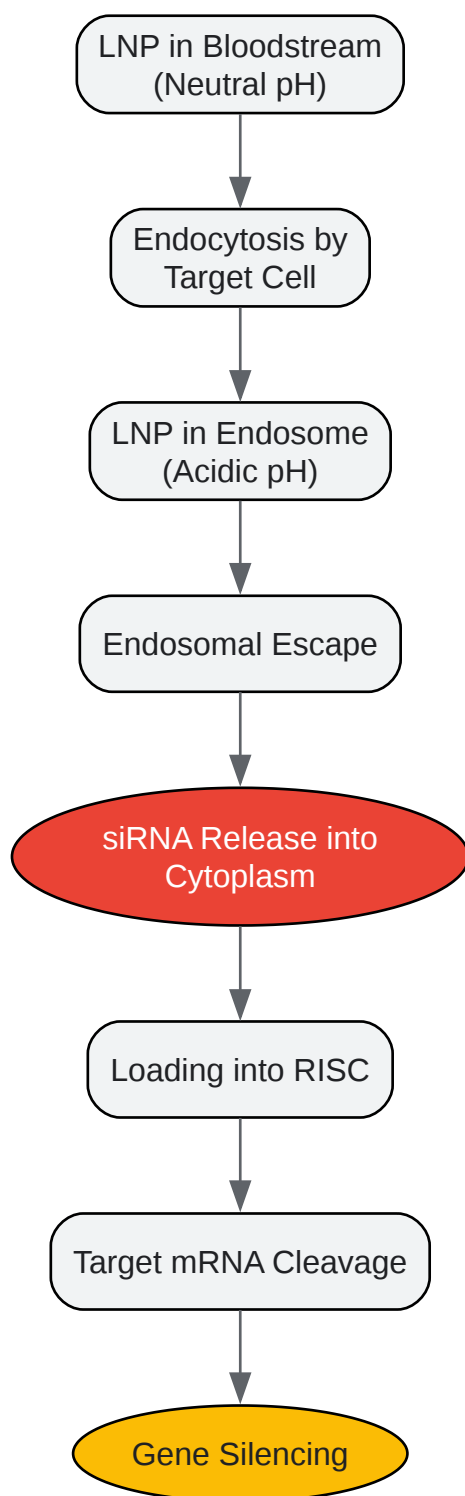 LNP in Bloodstream
(Neutral pH)
Endocytosis by
Target Cell
LNP in Endosome
(Acidic pH)
Endosomal Escape
siRNA Release into
Cytoplasm
Loading into RISC
Target mRNA Cleavage
Gene Silencing